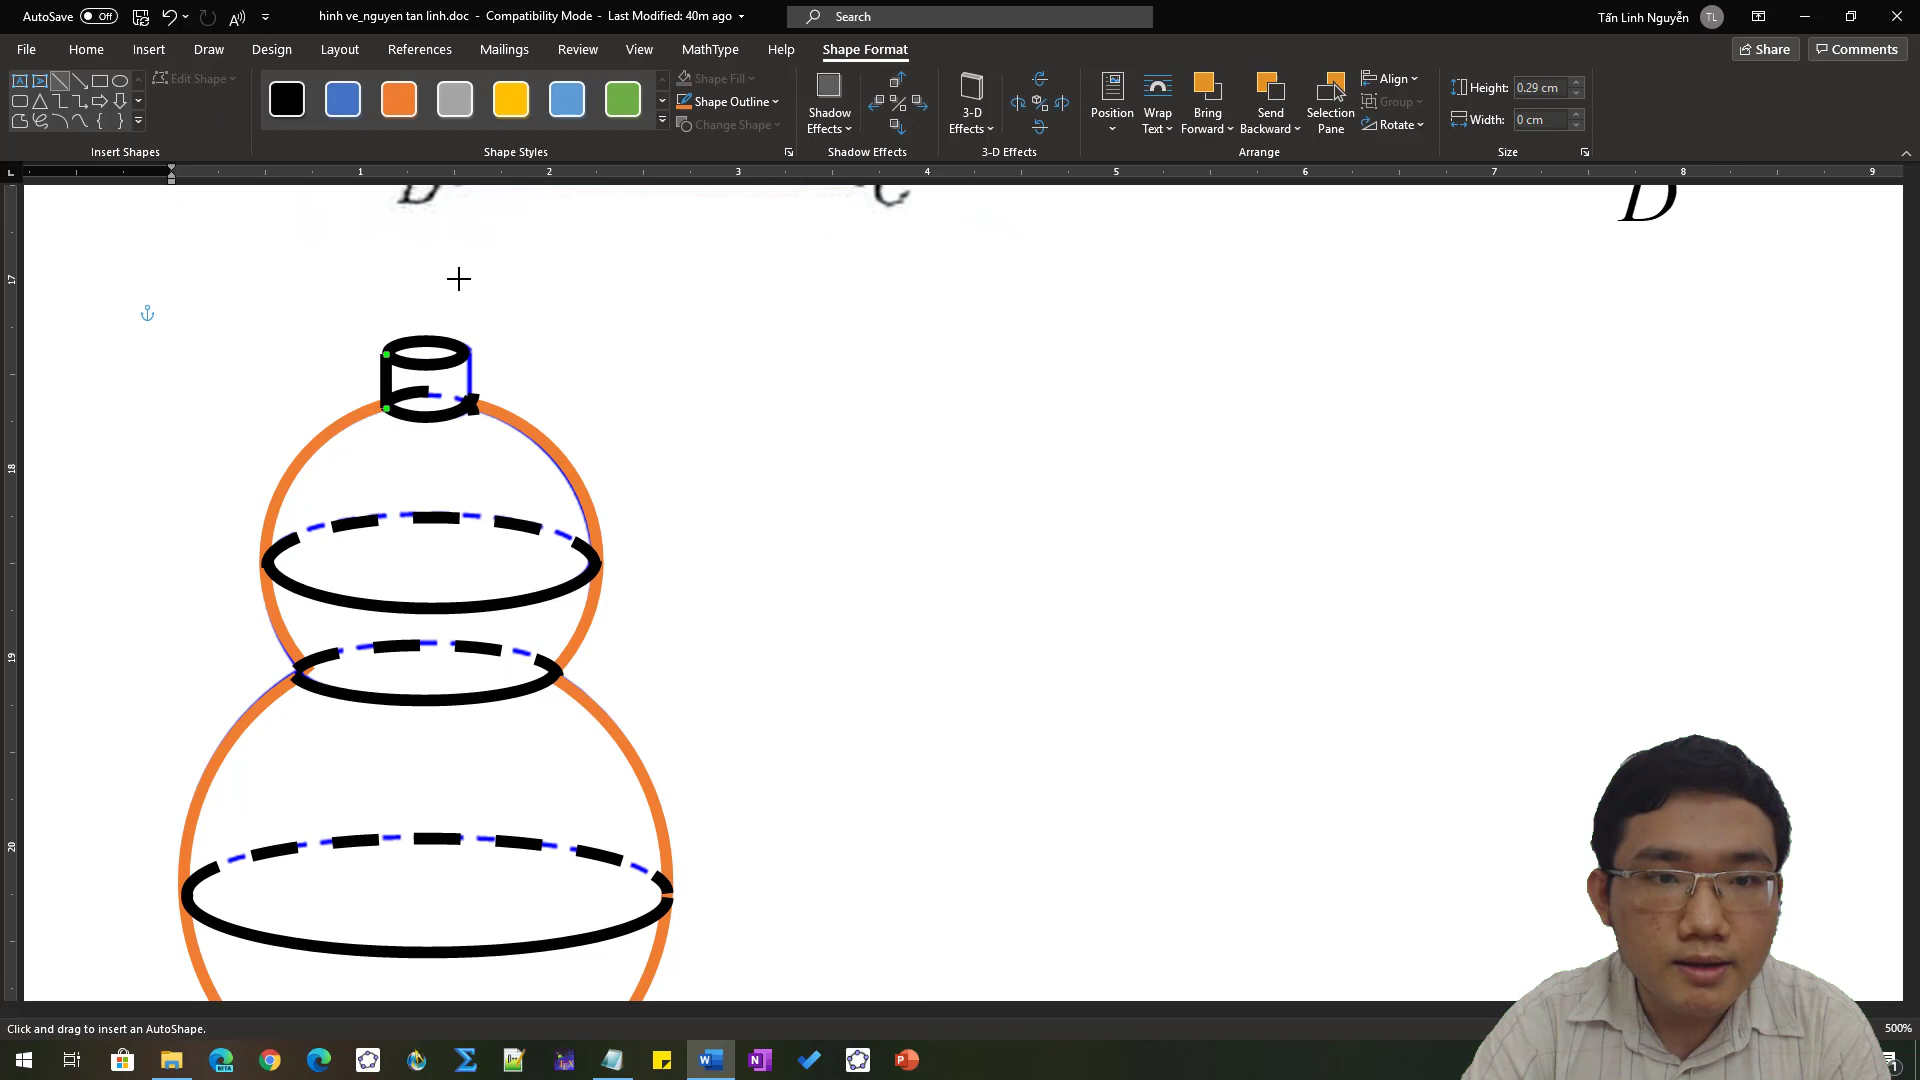 AutoSave Off hinh ve_nguyen tan linh.doc - Compatibility Mode - Last Modified: 40m ago Search Tấn Linh Nguyễn TL
File Home Insert Draw Design Layout References Mailings Review View MathType Help Shape Format Share Comments
Edit Shape
Shape Fill
Shape Outline
Change Shape
Shadow Effects
3-D Effects
Position
Wrap Text
Bring Forward
Send Backward
Selection Pane
Align
Group
Rotate
Height: 0.29 cm
Width: 0 cm
Insert Shapes Shape Styles Shadow Effects 3-D Effects Arrange Size
1 2 3 4 5 6 7 8 9
C D
17
18
19
20
Click and drag to insert an AutoShape. 500%
BETA
1